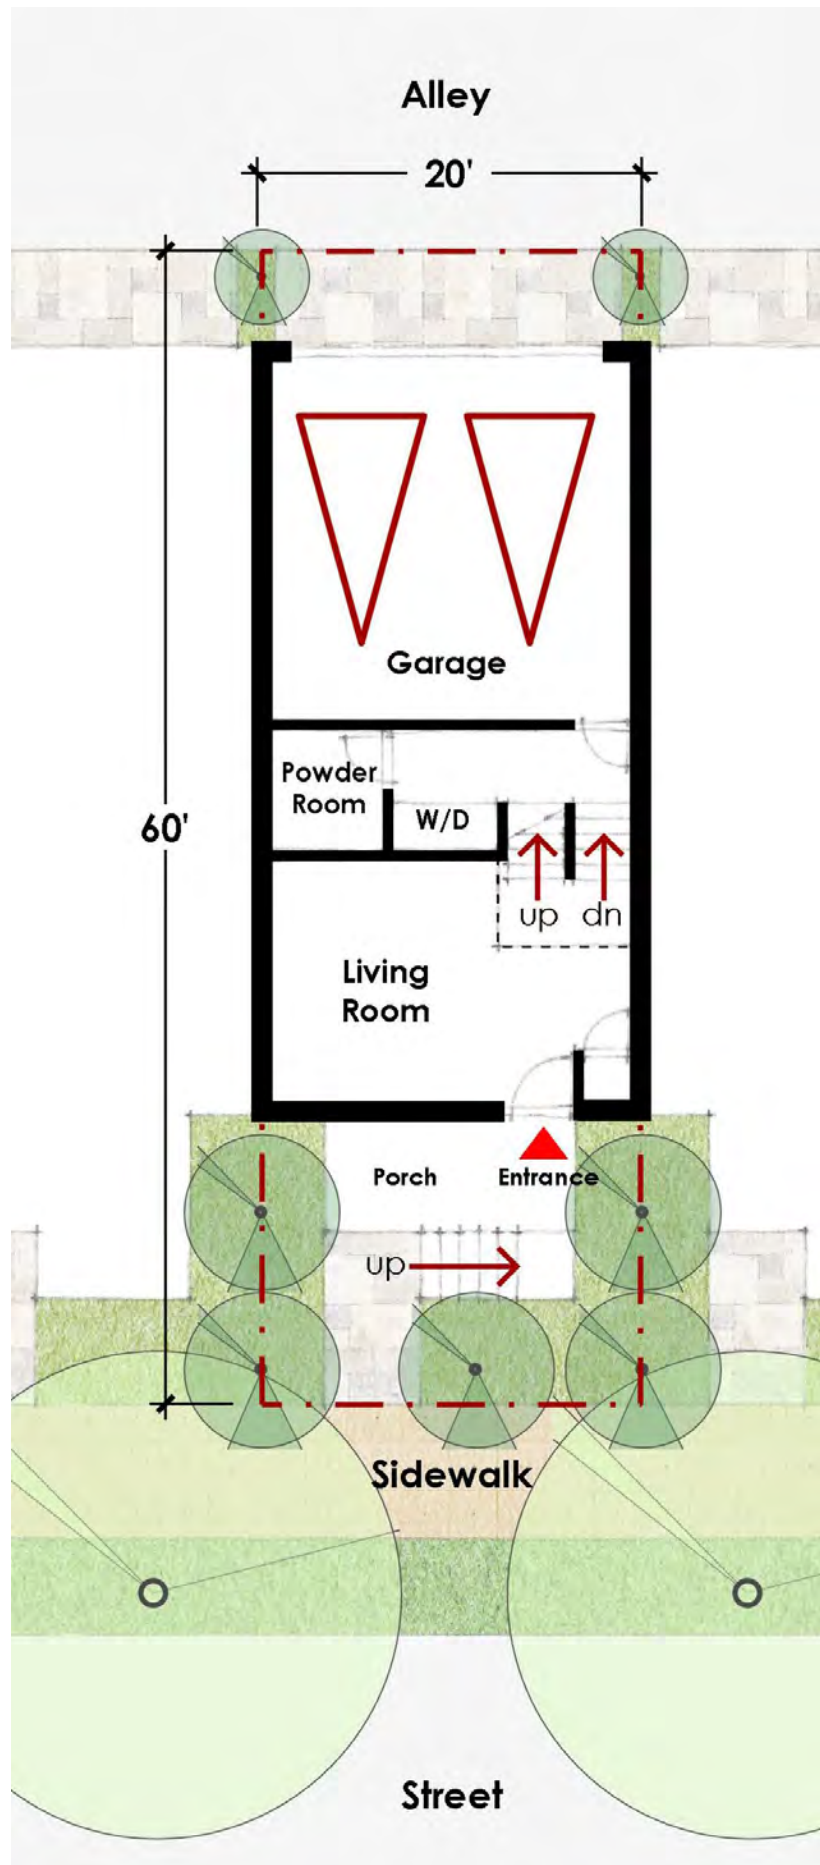 Alley
20'
Garage
Powder
Room
W/D
60'
up
dn
Living
Room
Porch
Entrance
up
Sidewalk
Street